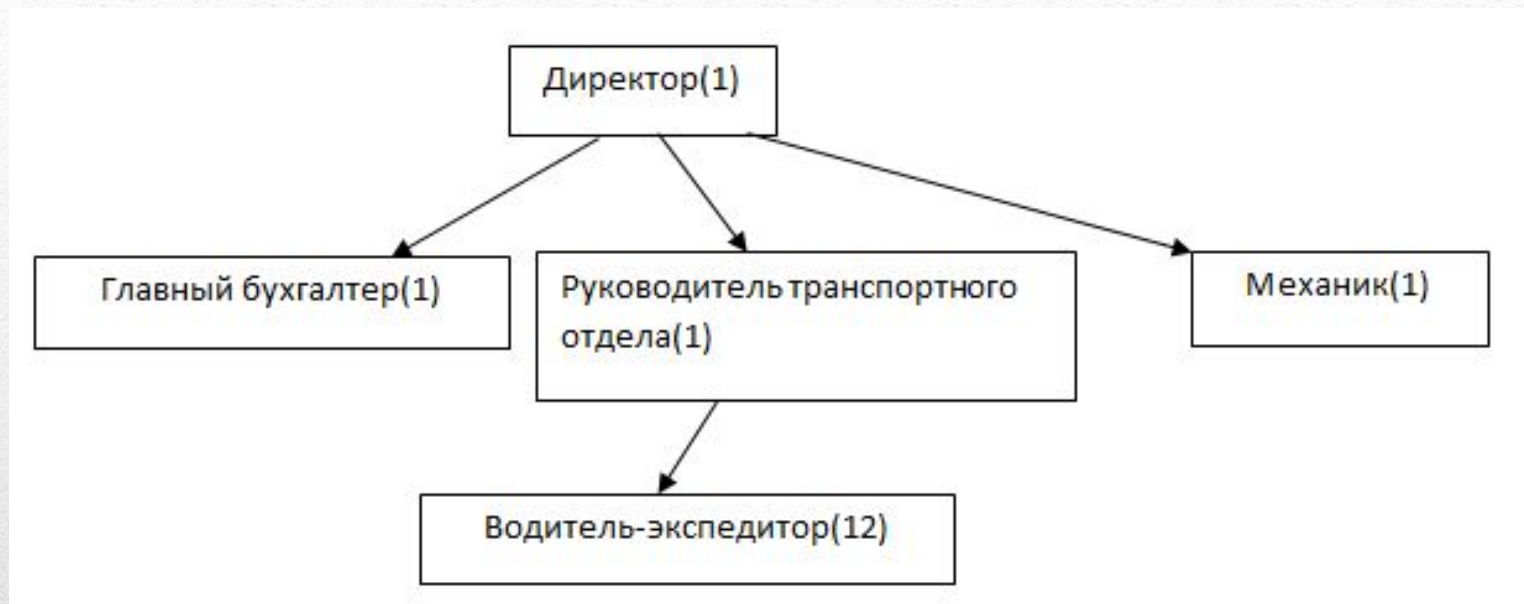 Директор(1)
Главный бухгалтер(1)
Руководитель транспортного
отдела(1)
Механик(1)
Водитель-экспедитор(12)